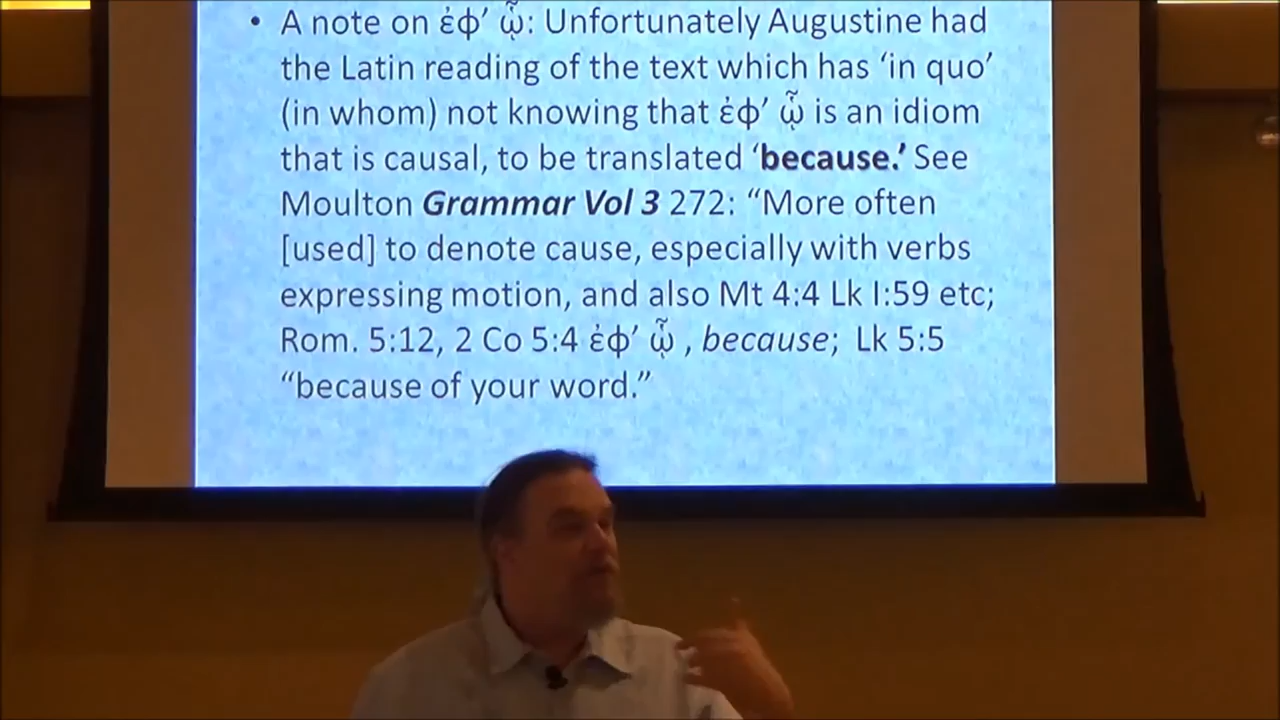 • A note on ἐφ’ ᾧ: Unfortunately Augustine had
the Latin reading of the text which has ‘in quo’
(in whom) not knowing that ἐφ’ ᾧ is an idiom
that is causal, to be translated ‘because.’ See
Moulton Grammar Vol 3 272: “More often
[used] to denote cause, especially with verbs
expressing motion, and also Mt 4:4 Lk I:59 etc;
Rom. 5:12, 2 Co 5:4 ἐφ’ ᾧ , because; Lk 5:5
“because of your word.”